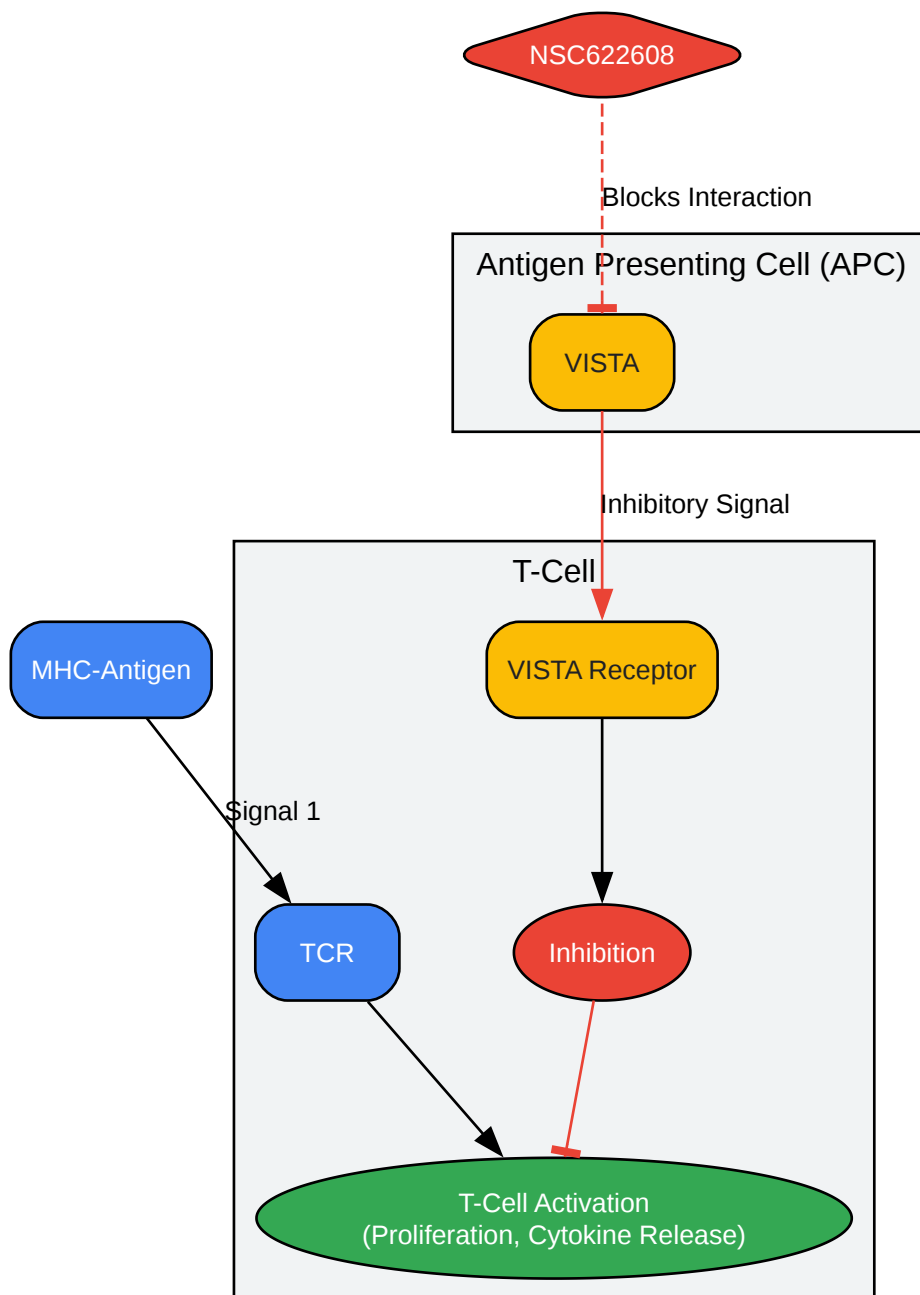 NSC622608
Blocks Interaction
Antigen Presenting Cell (APC)
VISTA
Inhibitory Signal
T-Cell
MHC-Antigen
VISTA Receptor
Signal 1
TCR
Inhibition
T-Cell Activation
(Proliferation, Cytokine Release)